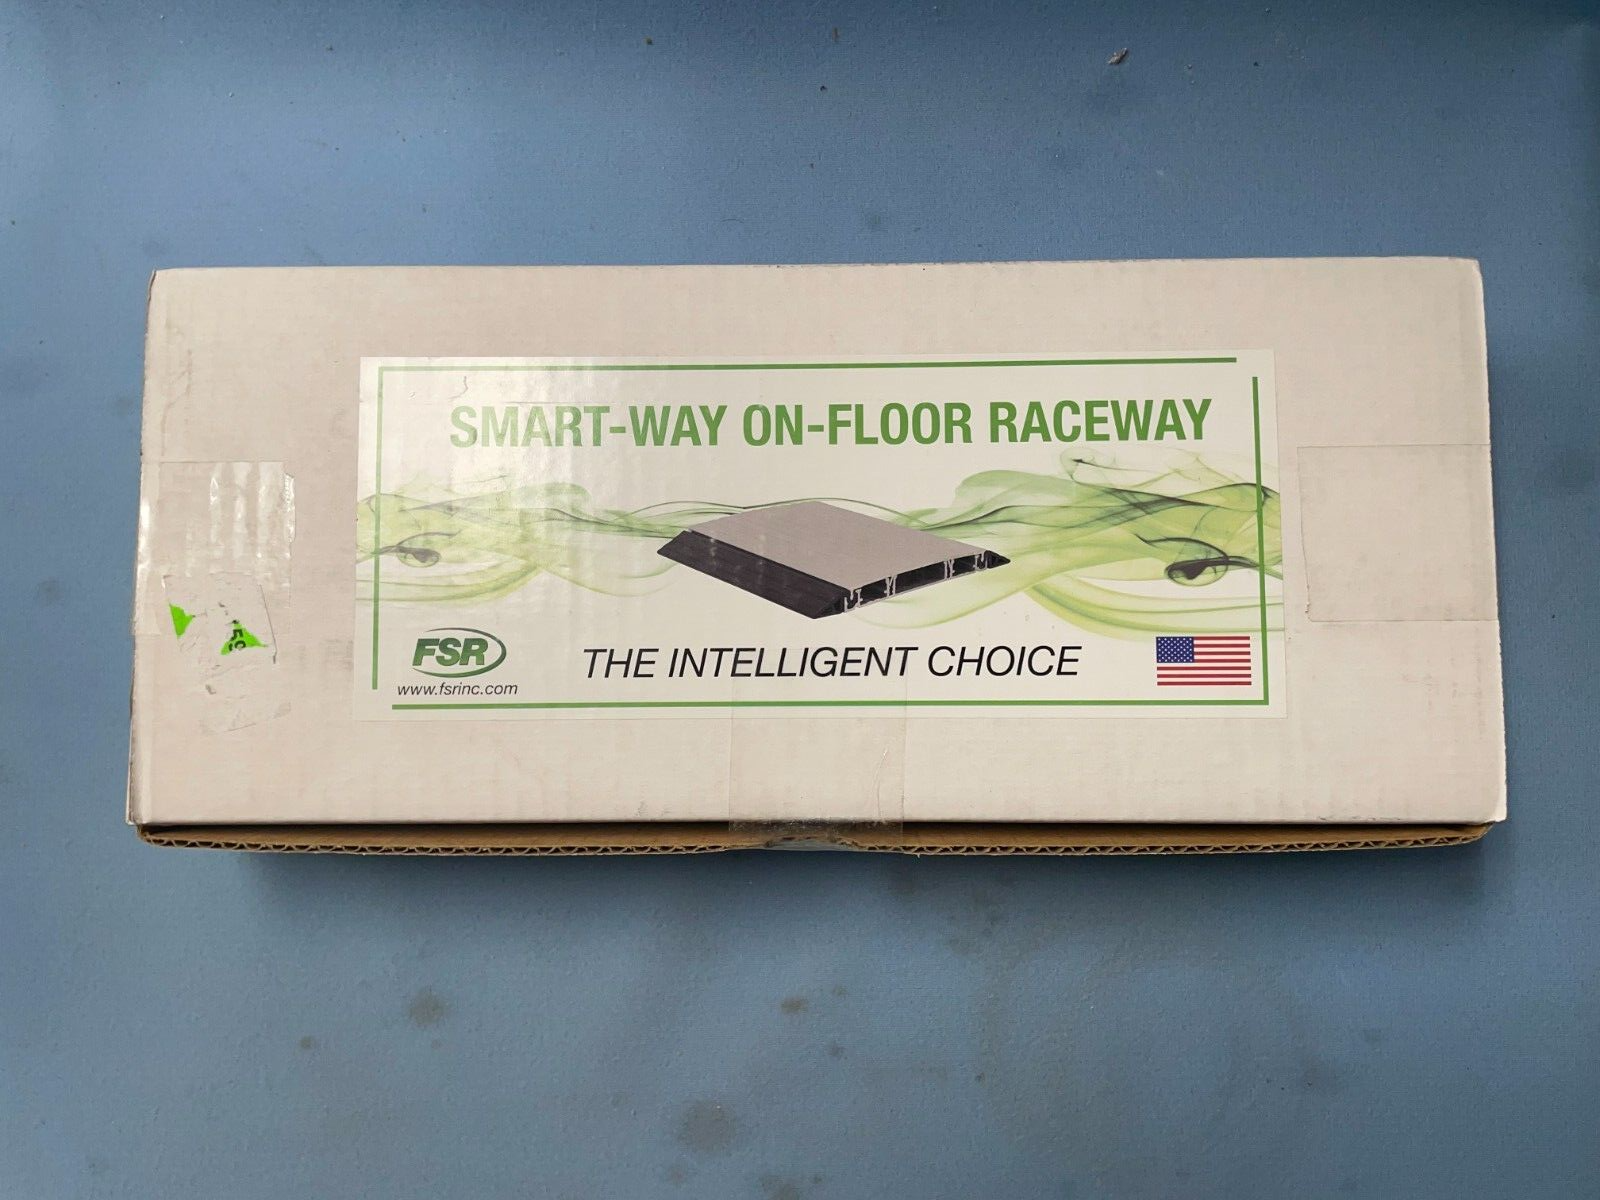 SMART-WAY ON-FLOOR RACEWAY
FSR
www.fsrinc.com
THE INTELLIGENT CHOICE